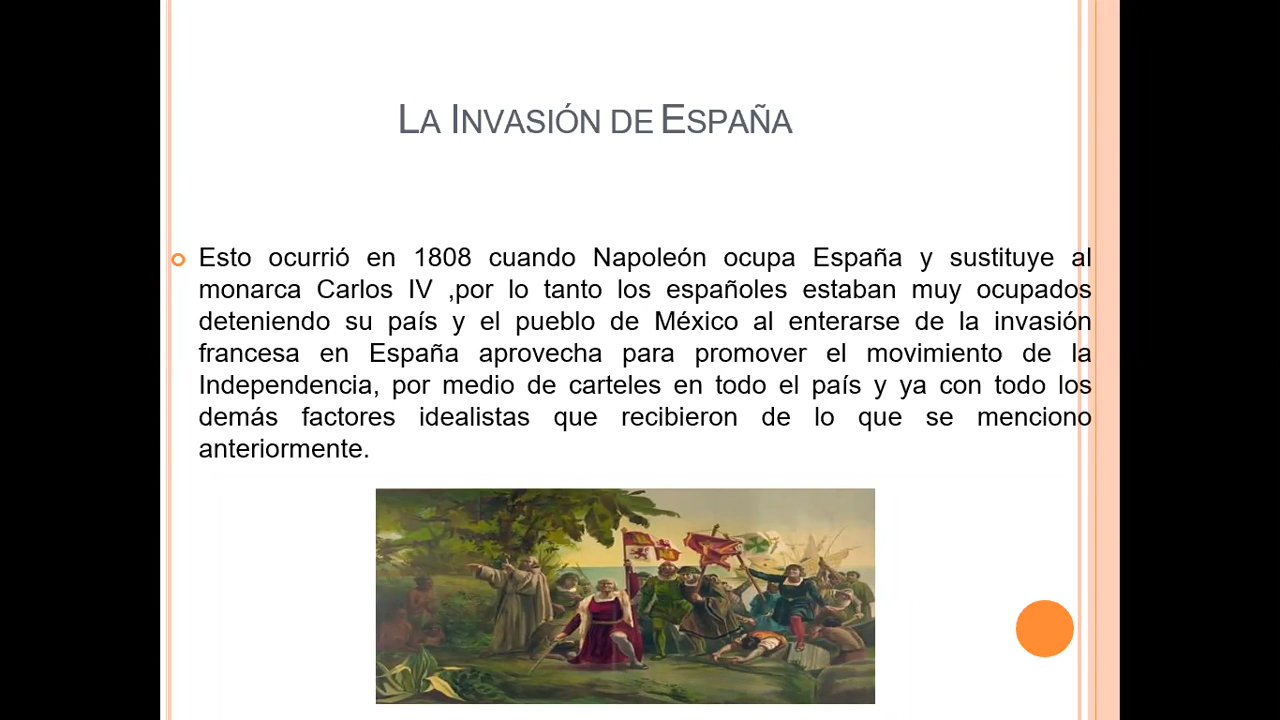 La Invasión de España
Esto ocurrió en 1808 cuando Napoleón ocupa España y sustituye al
monarca Carlos IV ,por lo tanto los españoles estaban muy ocupados
deteniendo su país y el pueblo de México al enterarse de la invasión
francesa en España aprovecha para promover el movimiento de la
Independencia, por medio de carteles en todo el país y ya con todo los
demás factores idealistas que recibieron de lo que se menciono
anteriormente.